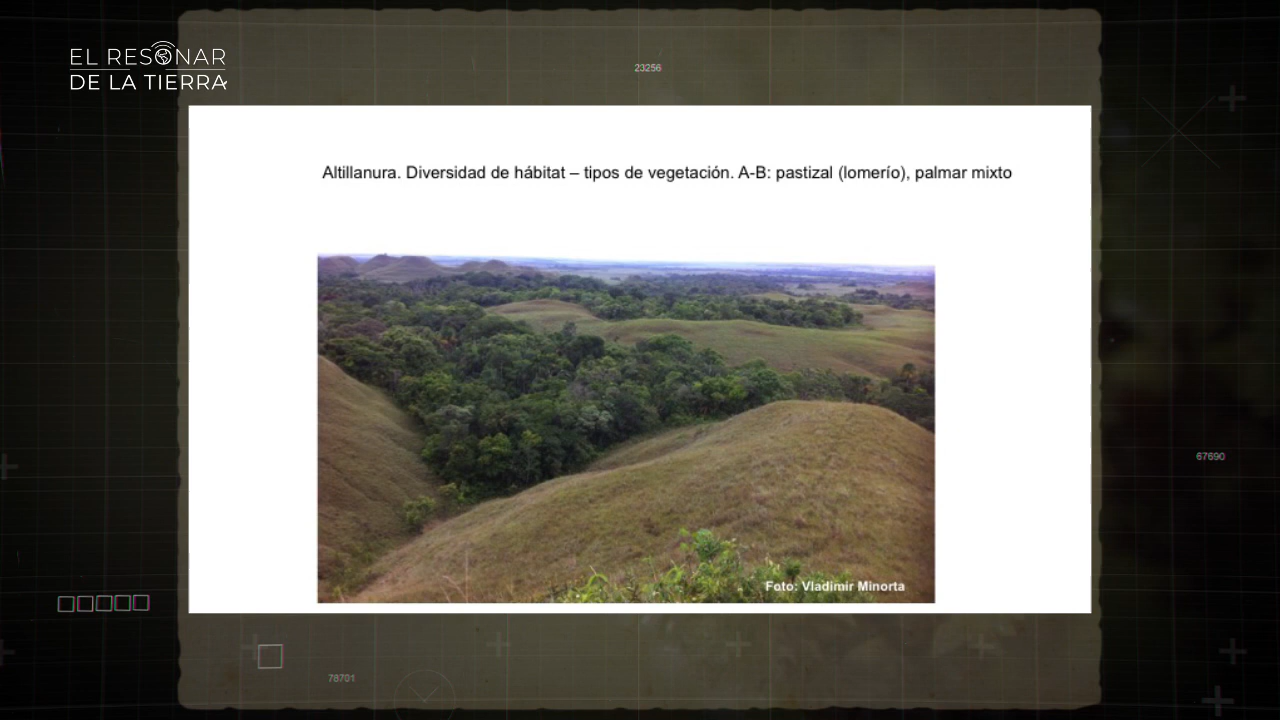 EL RESONAR
DE LA TIERRA
23256
Altillanura. Diversidad de hábitat – tipos de vegetación. A-B: pastizal (lomerío), palmar mixto
67690
Foto: Vladimir Minorta
78701